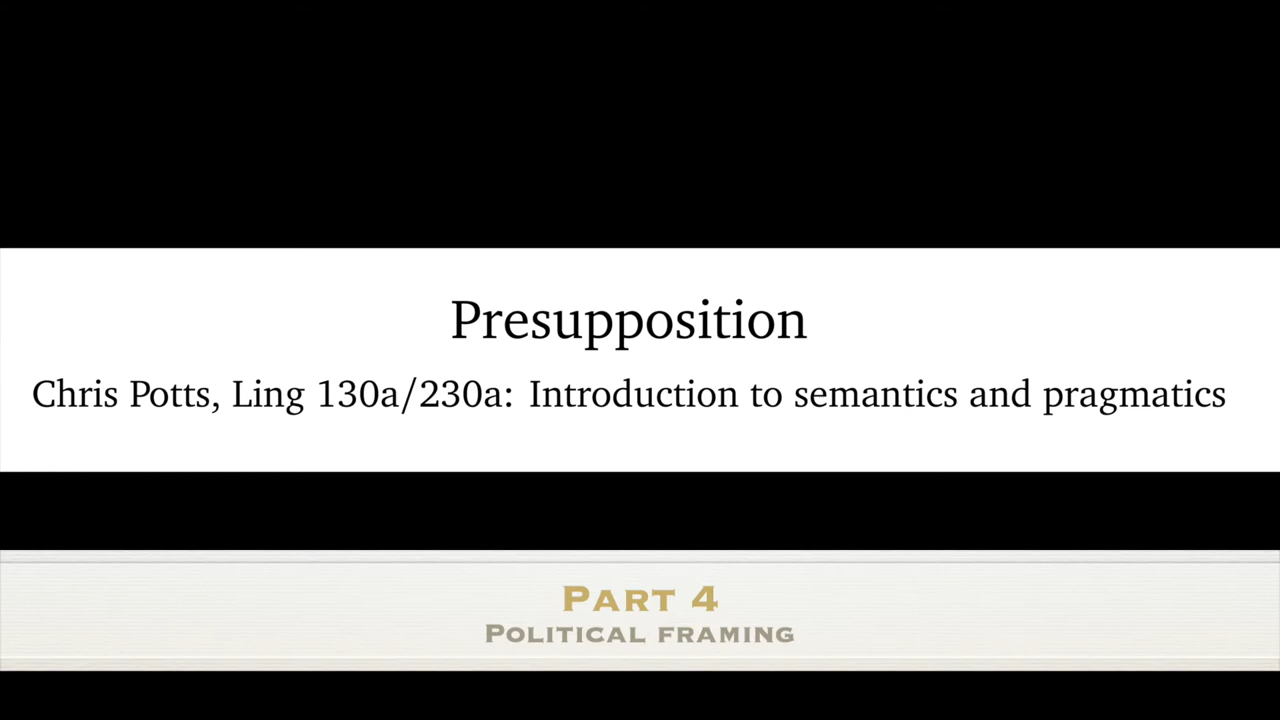 Presupposition
Chris Potts, Ling 130a/230a: Introduction to semantics and pragmatics
Part 4
Political framing